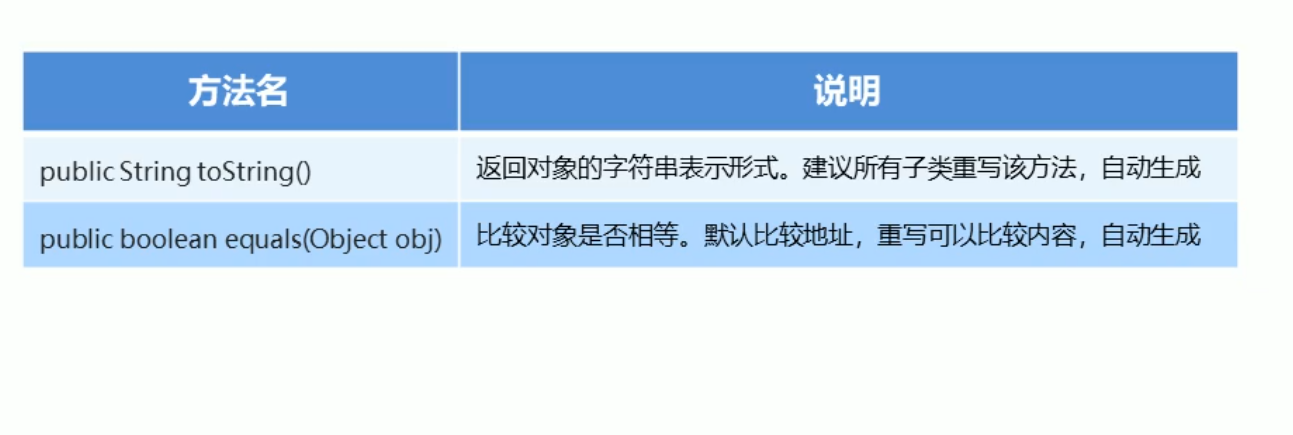 方法名 说明
public String toString() 返回对象的字符串表示形式。建议所有子类重写该方法，自动生成
public boolean equals(Object obj) 比较对象是否相等。默认比较地址，重写可以比较内容，自动生成